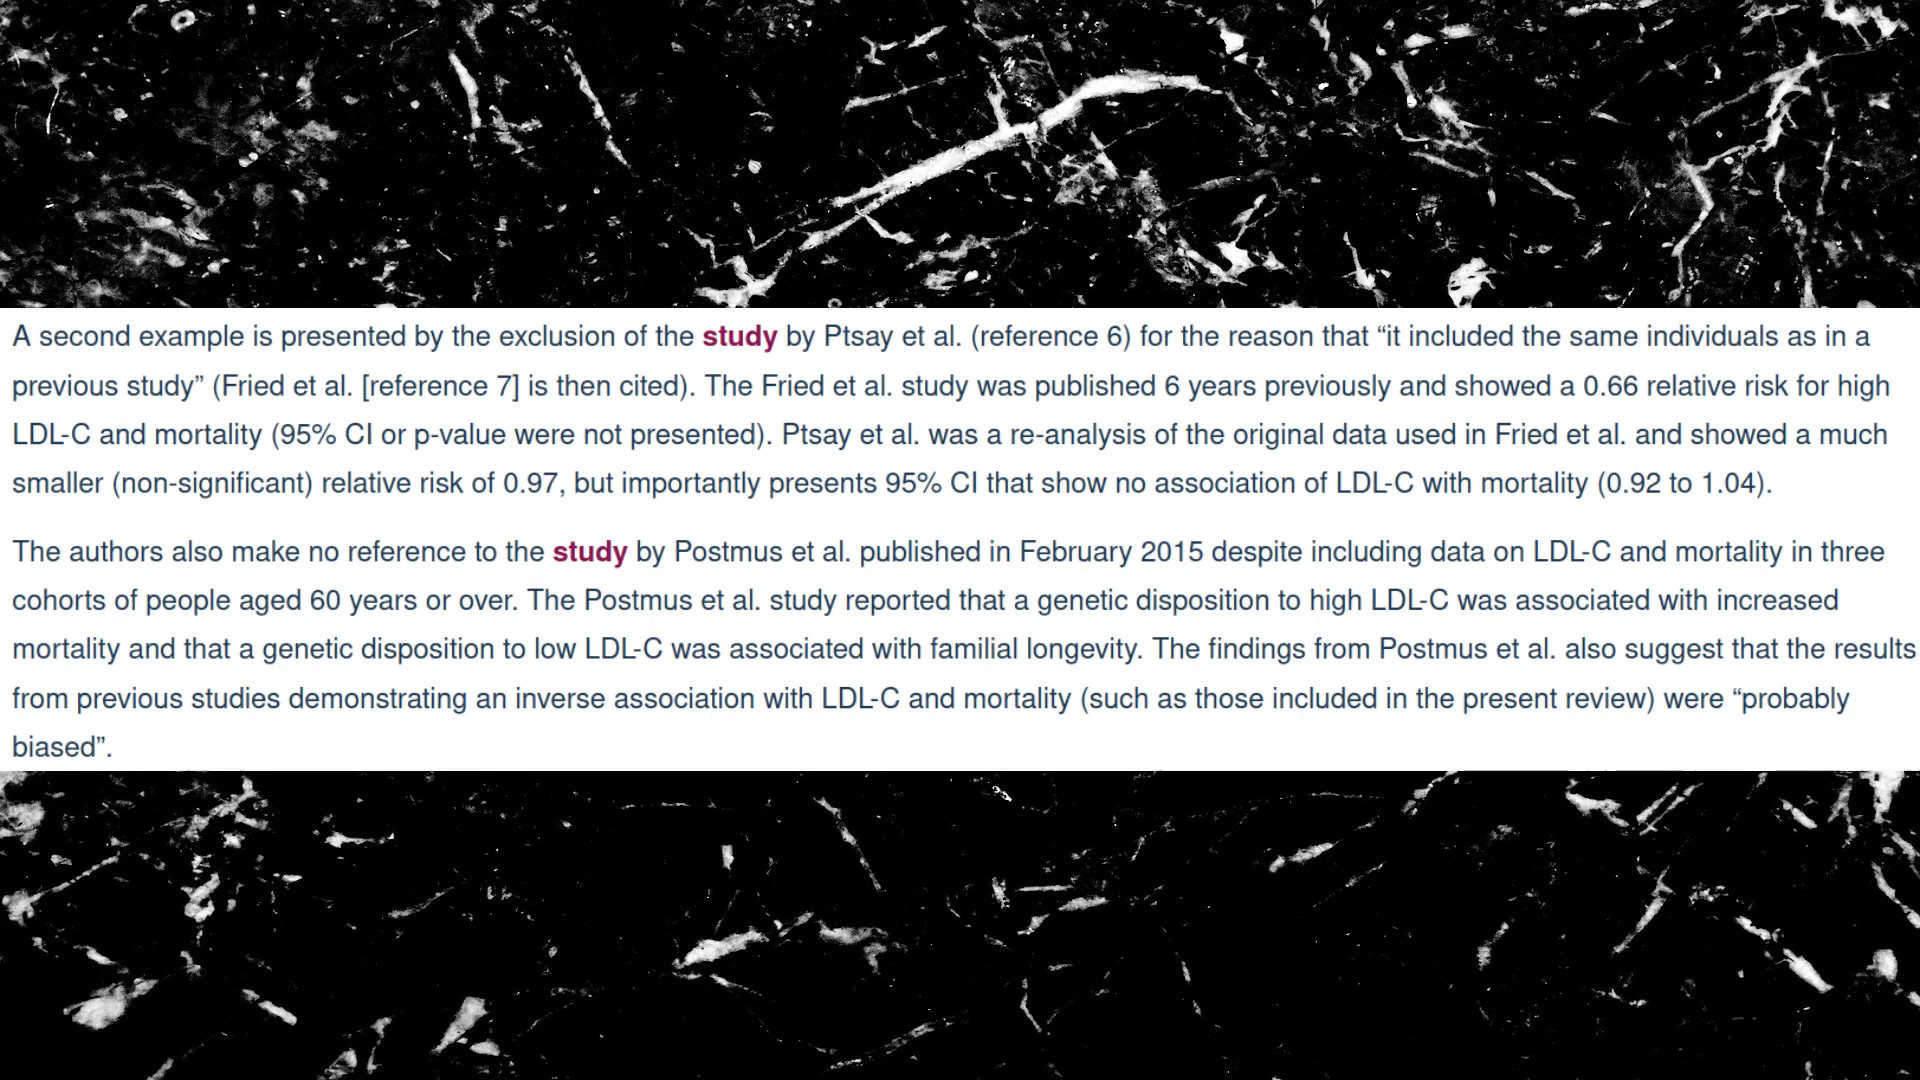 A second example is presented by the exclusion of the study by Ptsay et al. (reference 6) for the reason that “it included the same individuals as in a
previous study” (Fried et al. [reference 7] is then cited). The Fried et al. study was published 6 years previously and showed a 0.66 relative risk for high
LDL-C and mortality (95% CI or p-value were not presented). Ptsay et al. was a re-analysis of the original data used in Fried et al. and showed a much
smaller (non-significant) relative risk of 0.97, but importantly presents 95% CI that show no association of LDL-C with mortality (0.92 to 1.04).
The authors also make no reference to the study by Postmus et al. published in February 2015 despite including data on LDL-C and mortality in three
cohorts of people aged 60 years or over. The Postmus et al. study reported that a genetic disposition to high LDL-C was associated with increased
mortality and that a genetic disposition to low LDL-C was associated with familial longevity. The findings from Postmus et al. also suggest that the results
from previous studies demonstrating an inverse association with LDL-C and mortality (such as those included in the present review) were “probably
biased”.